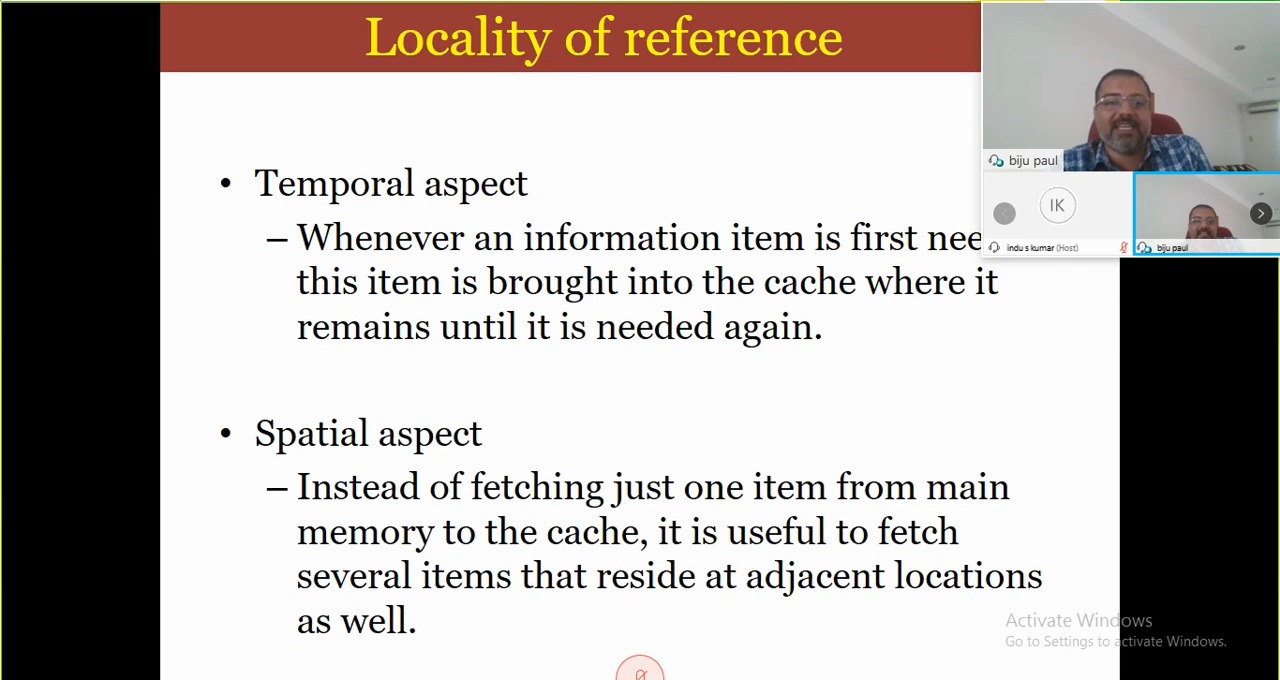 Locality of reference
• Temporal aspect
– Whenever an information item is first
this item is brought into the cache where it
remains until it is needed again.
• Spatial aspect
– Instead of fetching just one item from main
memory to the cache, it is useful to fetch
several items that reside at adjacent locations
as well.
biju paul
IK
indu s kumar (Host)
biju paul
Activate Windows
Go to Settings to activate Windows.